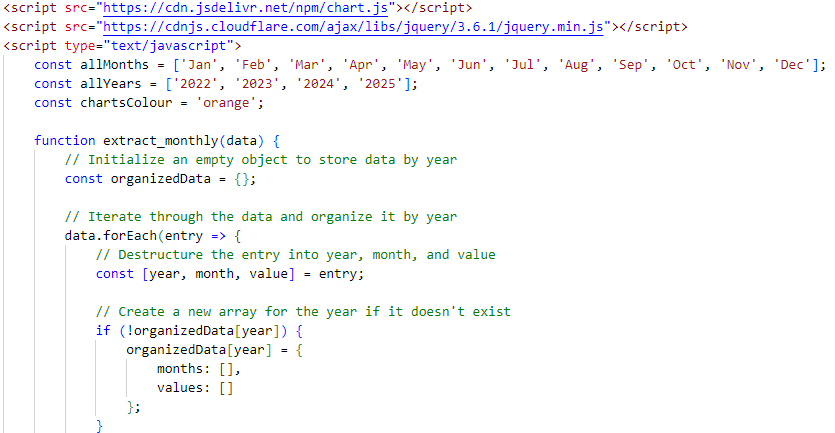 <script src="https://cdn.jsdelivr.net/npm/chart.js"></script>
<script src="https://cdnjs.cloudflare.com/ajax/libs/jquery/3.6.1/jquery.min.js"></script>
<script type="text/javascript">
    const allMonths = ['Jan', 'Feb', 'Mar', 'Apr', 'May', 'Jun', 'Jul', 'Aug', 'Sep', 'Oct', 'Nov', 'Dec'];
    const allYears = ['2022', '2023', '2024', '2025'];
    const chartsColour = 'orange';

    function extract_monthly(data) {
        // Initialize an empty object to store data by year
        const organizedData = {};

        // Iterate through the data and organize it by year
        data.forEach(entry => {
            // Destructure the entry into year, month, and value
            const [year, month, value] = entry;

            // Create a new array for the year if it doesn't exist
            if (!organizedData[year]) {
                organizedData[year] = {
                    months: [],
                    values: []
                };
            }